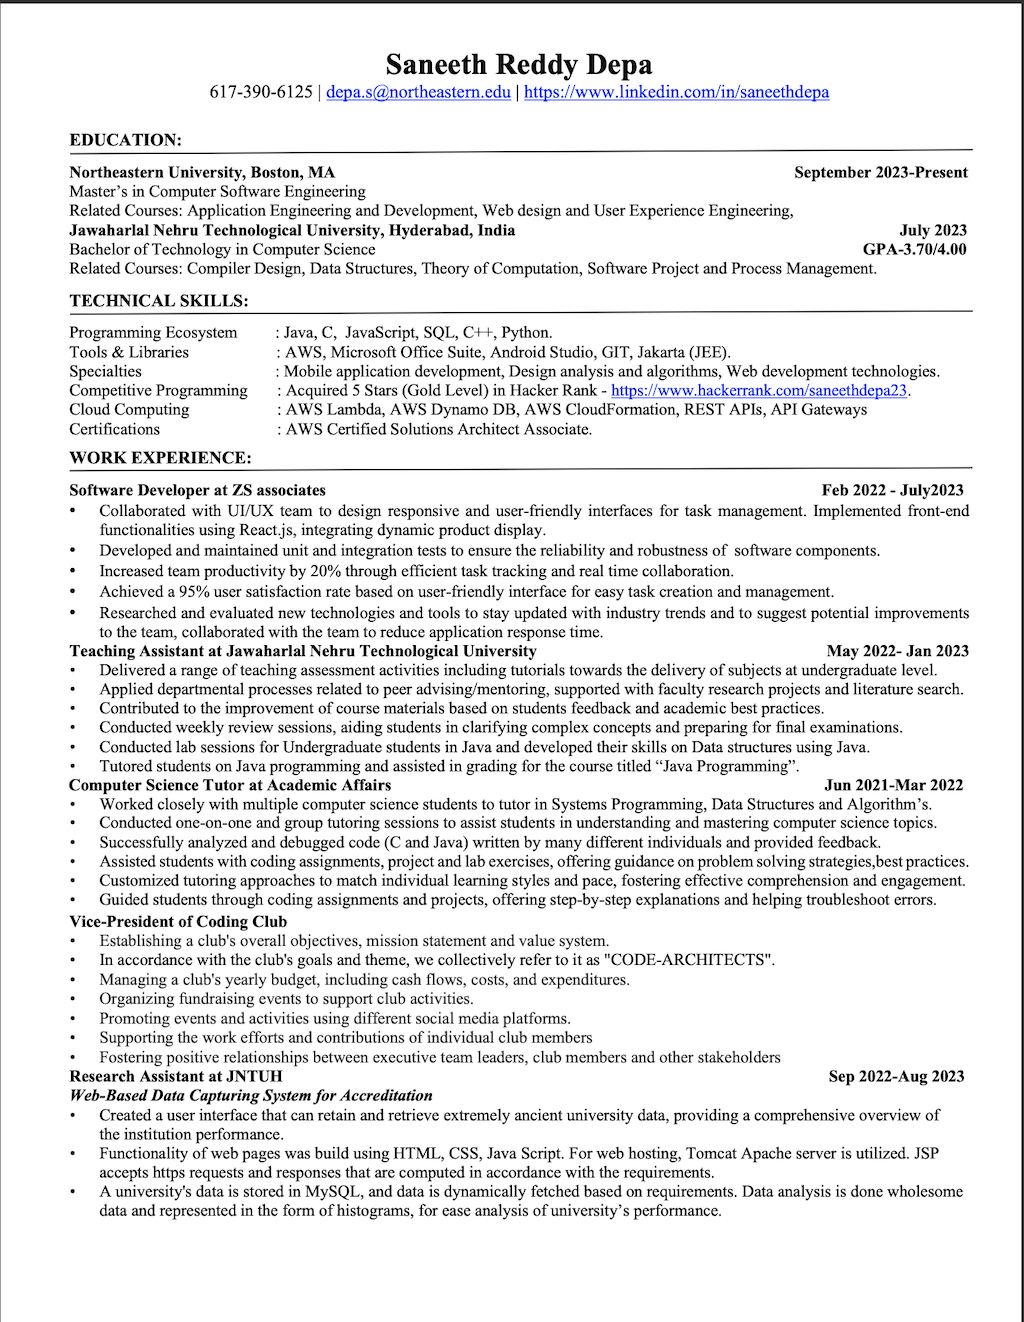 Saneeth Reddy Depa
617-390-6125 | depa.s@northeastern.edu | https://www.linkedin.com/in/saneethdepa
EDUCATION:
Northeastern University, Boston, MA September 2023-Present
Master's in Computer Software Engineering
Related Courses: Application Engineering and Development, Web design and User Experience Engineering,
Jawaharlal Nehru Technological University, Hyderabad, India July 2023
Bachelor of Technology in Computer Science GPA-3.70/4.00
Related Courses: Compiler Design, Data Structures, Theory of Computation, Software Project and Process Management.
TECHNICAL SKILLS:
Programming Ecosystem : Java, C, JavaScript, SQL, C++, Python.
Tools & Libraries : AWS, Microsoft Office Suite, Android Studio, GIT, Jakarta (JEE).
Specialties : Mobile application development, Design analysis and algorithms, Web development technologies.
Competitive Programming : Acquired 5 Stars (Gold Level) in Hacker Rank - https://www.hackerrank.com/saneethdepa23.
Cloud Computing : AWS Lambda, AWS Dynamo DB, AWS CloudFormation, REST APIs, API Gateways
Certifications : AWS Certified Solutions Architect Associate.
WORK EXPERIENCE:
Software Developer at ZS associates Feb 2022 - July2023
• Collaborated with UI/UX team to design responsive and user-friendly interfaces for task management. Implemented front-end
functionalities using React.js, integrating dynamic product display.
• Developed and maintained unit and integration tests to ensure the reliability and robustness of software components.
• Increased team productivity by 20% through efficient task tracking and real time collaboration.
• Achieved a 95% user satisfaction rate based on user-friendly interface for easy task creation and management.
• Researched and evaluated new technologies and tools to stay updated with industry trends and to suggest potential improvements
to the team, collaborated with the team to reduce application response time.
Teaching Assistant at Jawaharlal Nehru Technological University May 2022- Jan 2023
• Delivered a range of teaching assessment activities including tutorials towards the delivery of subjects at undergraduate level.
• Applied departmental processes related to peer advising/mentoring, supported with faculty research projects and literature search.
• Contributed to the improvement of course materials based on students feedback and academic best practices.
• Conducted weekly review sessions, aiding students in clarifying complex concepts and preparing for final examinations.
• Conducted lab sessions for Undergraduate students in Java and developed their skills on Data structures using Java.
• Tutored students on Java programming and assisted in grading for the course titled “Java Programming”.
Computer Science Tutor at Academic Affairs Jun 2021-Mar 2022
• Worked closely with multiple computer science students to tutor in Systems Programming, Data Structures and Algorithm's.
• Conducted one-on-one and group tutoring sessions to assist students in understanding and mastering computer science topics.
• Successfully analyzed and debugged code (C and Java) written by many different individuals and provided feedback.
• Assisted students with coding assignments, project and lab exercises, offering guidance on problem solving strategies,best practices.
• Customized tutoring approaches to match individual learning styles and pace, fostering effective comprehension and engagement.
• Guided students through coding assignments and projects, offering step-by-step explanations and helping troubleshoot errors.
Vice-President of Coding Club
• Establishing a club's overall objectives, mission statement and value system.
• In accordance with the club's goals and theme, we collectively refer to it as "CODE-ARCHITECTS".
• Managing a club's yearly budget, including cash flows, costs, and expenditures.
• Organizing fundraising events to support club activities.
• Promoting events and activities using different social media platforms.
• Supporting the work efforts and contributions of individual club members
• Fostering positive relationships between executive team leaders, club members and other stakeholders
Research Assistant at JNTUH Sep 2022-Aug 2023
Web-Based Data Capturing System for Accreditation
• Created a user interface that can retain and retrieve extremely ancient university data, providing a comprehensive overview of
the institution performance.
• Functionality of web pages was build using HTML, CSS, Java Script. For web hosting, Tomcat Apache server is utilized. JSP
accepts https requests and responses that are computed in accordance with the requirements.
• A university's data is stored in MySQL, and data is dynamically fetched based on requirements. Data analysis is done wholesome
data and represented in the form of histograms, for ease analysis of university's performance.